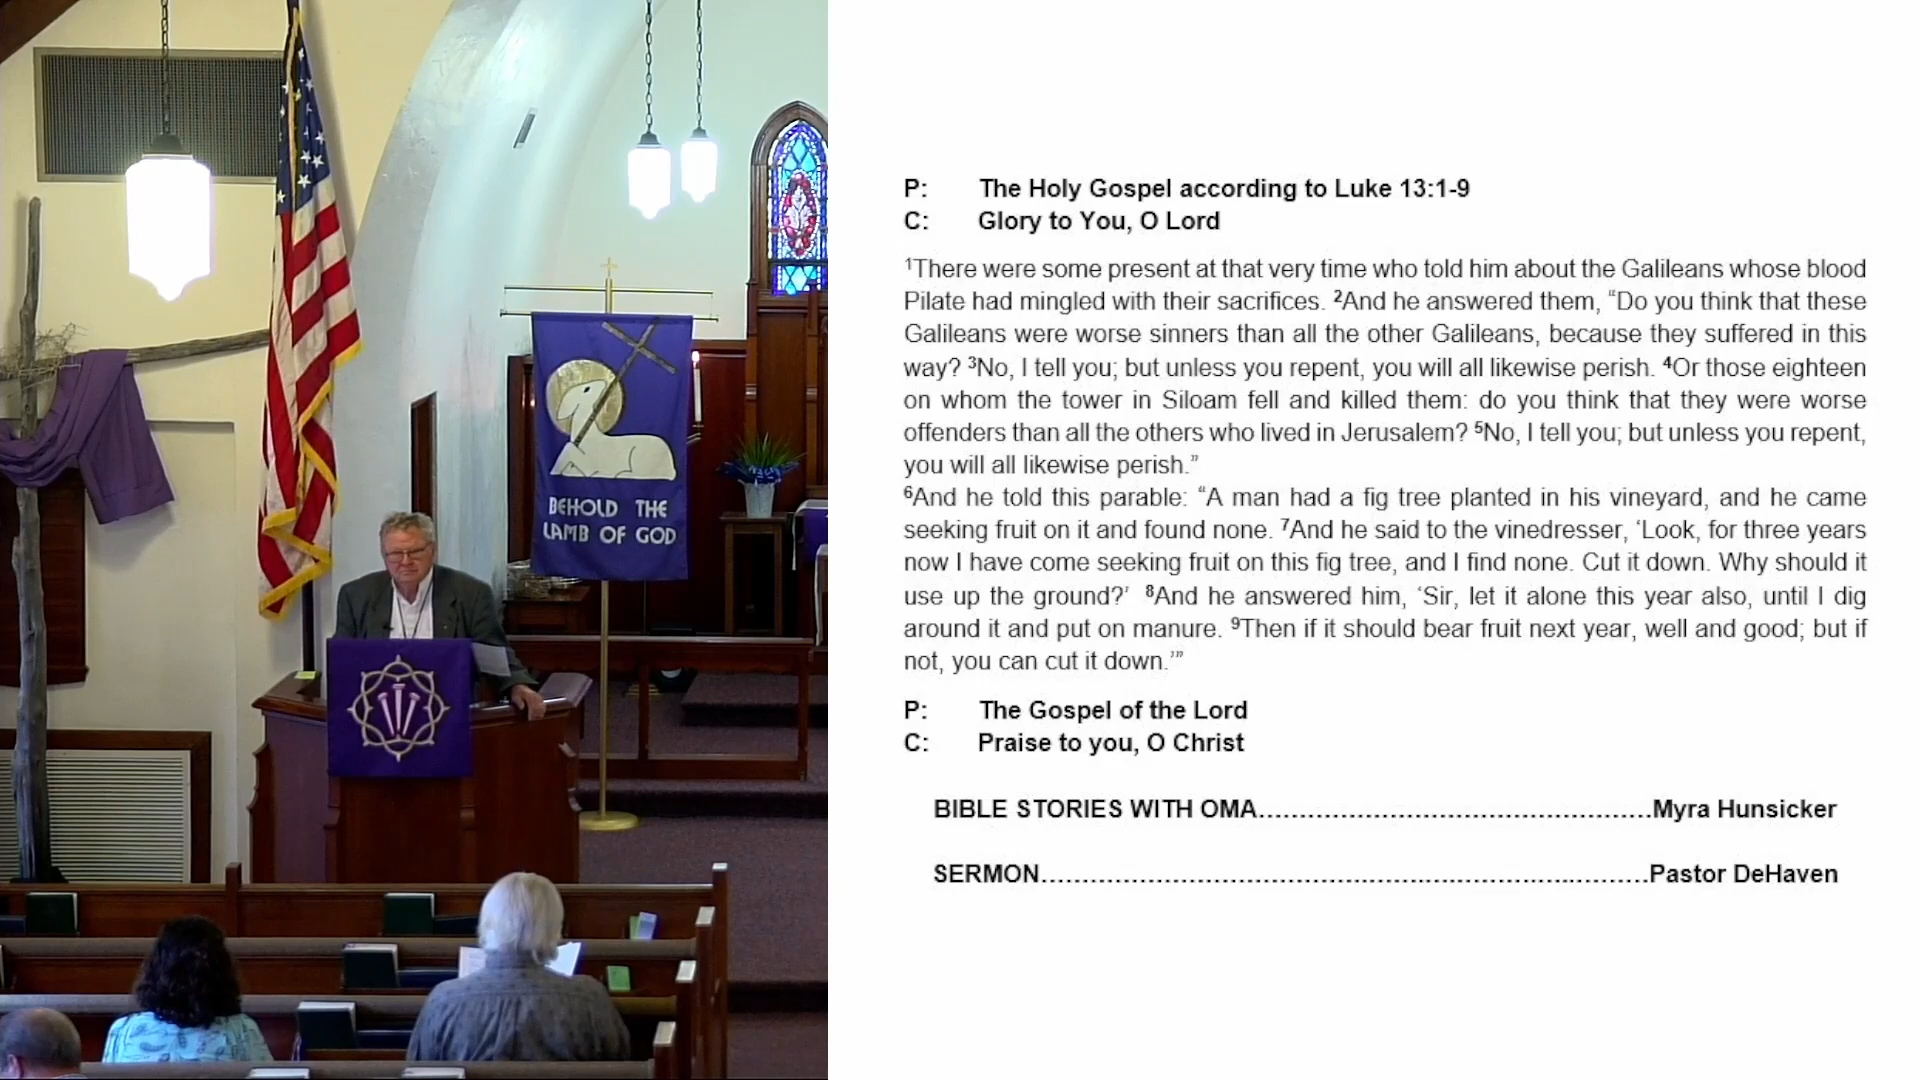 BEHOLD THE
LAMB OF GOD
P: The Holy Gospel according to Luke 13:1-9
C: Glory to You, O Lord
¹There were some present at that very time who told him about the Galileans whose blood
Pilate had mingled with their sacrifices. ²And he answered them, “Do you think that these
Galileans were worse sinners than all the other Galileans, because they suffered in this
way? ³No, I tell you; but unless you repent, you will all likewise perish. ⁴Or those eighteen
on whom the tower in Siloam fell and killed them: do you think that they were worse
offenders than all the others who lived in Jerusalem? ⁵No, I tell you; but unless you repent,
you will all likewise perish.”
⁶And he told this parable: “A man had a fig tree planted in his vineyard, and he came
seeking fruit on it and found none. ⁷And he said to the vinedresser, ‘Look, for three years
now I have come seeking fruit on this fig tree, and I find none. Cut it down. Why should it
use up the ground?’ ⁸And he answered him, ‘Sir, let it alone this year also, until I dig
around it and put on manure. ⁹Then if it should bear fruit next year, well and good; but if
not, you can cut it down.’”
P: The Gospel of the Lord
C: Praise to you, O Christ
BIBLE STORIES WITH OMA................................................Myra Hunsicker
SERMON..........................................................................Pastor DeHaven